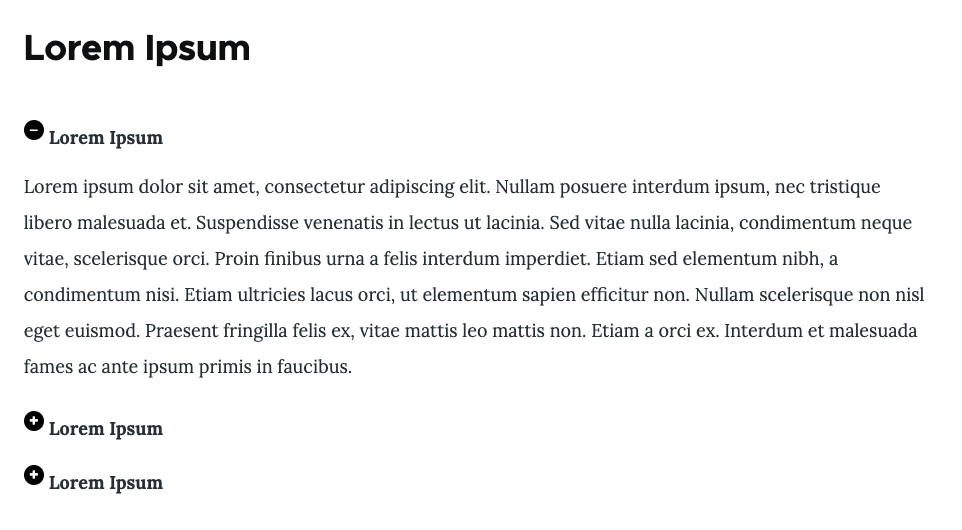 Lorem Ipsum
Lorem Ipsum
Lorem ipsum dolor sit amet, consectetur adipiscing elit. Nullam posuere interdum ipsum, nec tristique
libero malesuada et. Suspendisse venenatis in lectus ut lacinia. Sed vitae nulla lacinia, condimentum neque
vitae, scelerisque orci. Proin finibus urna a felis interdum imperdiet. Etiam sed elementum nibh, a
condimentum nisi. Etiam ultricies lacus orci, ut elementum sapien efficitur non. Nullam scelerisque non nisl
eget euismod. Praesent fringilla felis ex, vitae mattis leo mattis non. Etiam a orci ex. Interdum et malesuada
fames ac ante ipsum primis in faucibus.
Lorem Ipsum
Lorem Ipsum